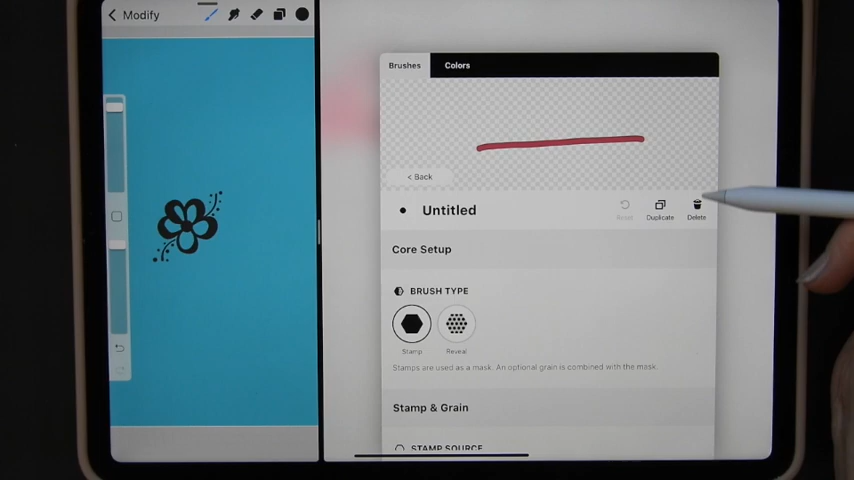 Modify
Brushes
Colors
< Back
Untitled
Reset
Duplicate
Delete
Core Setup
BRUSH TYPE
Stamp
Reveal
Stamps are used as a mask. An optional grain is combined with the mask.
Stamp & Grain
STAMP SOURCE